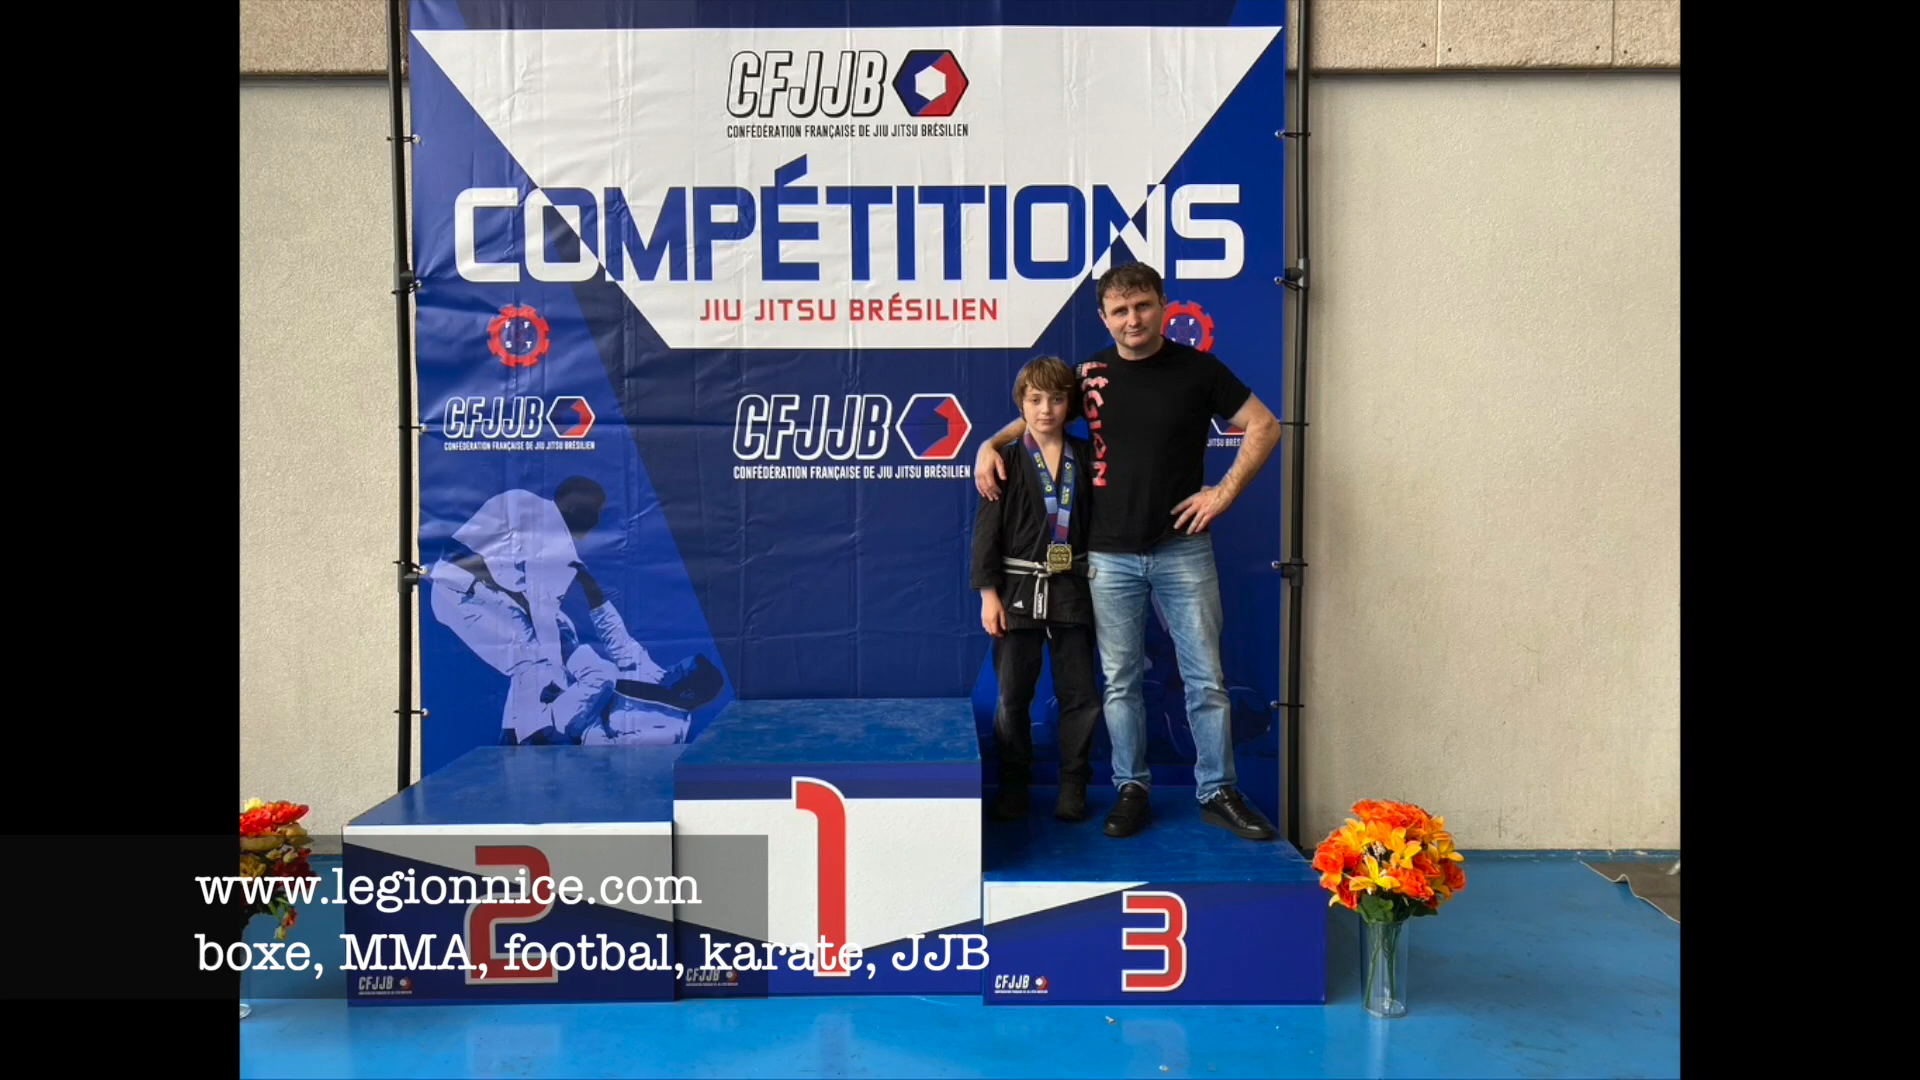 CFJJB
CONFÉDÉRATION FRANÇAISE DE JIU JITSU BRÉSILIEN
COMPÉTITIONS
JIU JITSU BRÉSILIEN
F F
S T
F F
T
CFJJB
CONFÉDÉRATION FRANÇAISE DE JIU JITSU BRÉSILIEN
CFJJB
CONFÉDÉRATION FRANÇAISE DE JIU JITSU BRÉSILIEN
LEGION
2
1
3
CFJJB
CFJJB
CFJJB
www.legionnice.com
boxe, MMA, footbal, karate, JJB